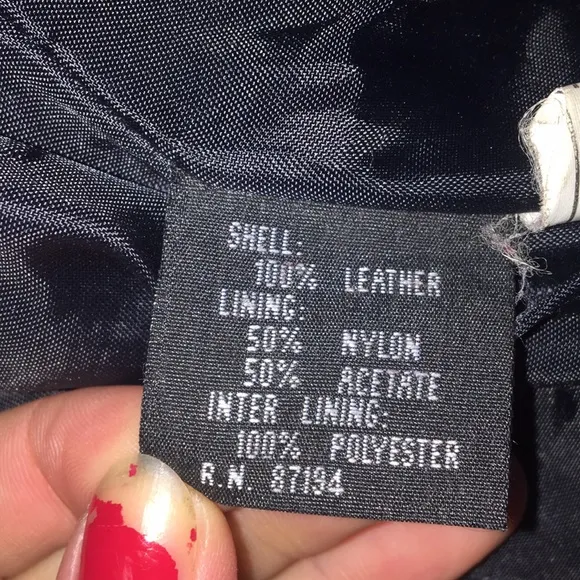 SHELL:
100% LEATHER
LINING:
50% NYLON
50% ACETATE
INTER LINING:
100% POLYESTER
R.N. 87194